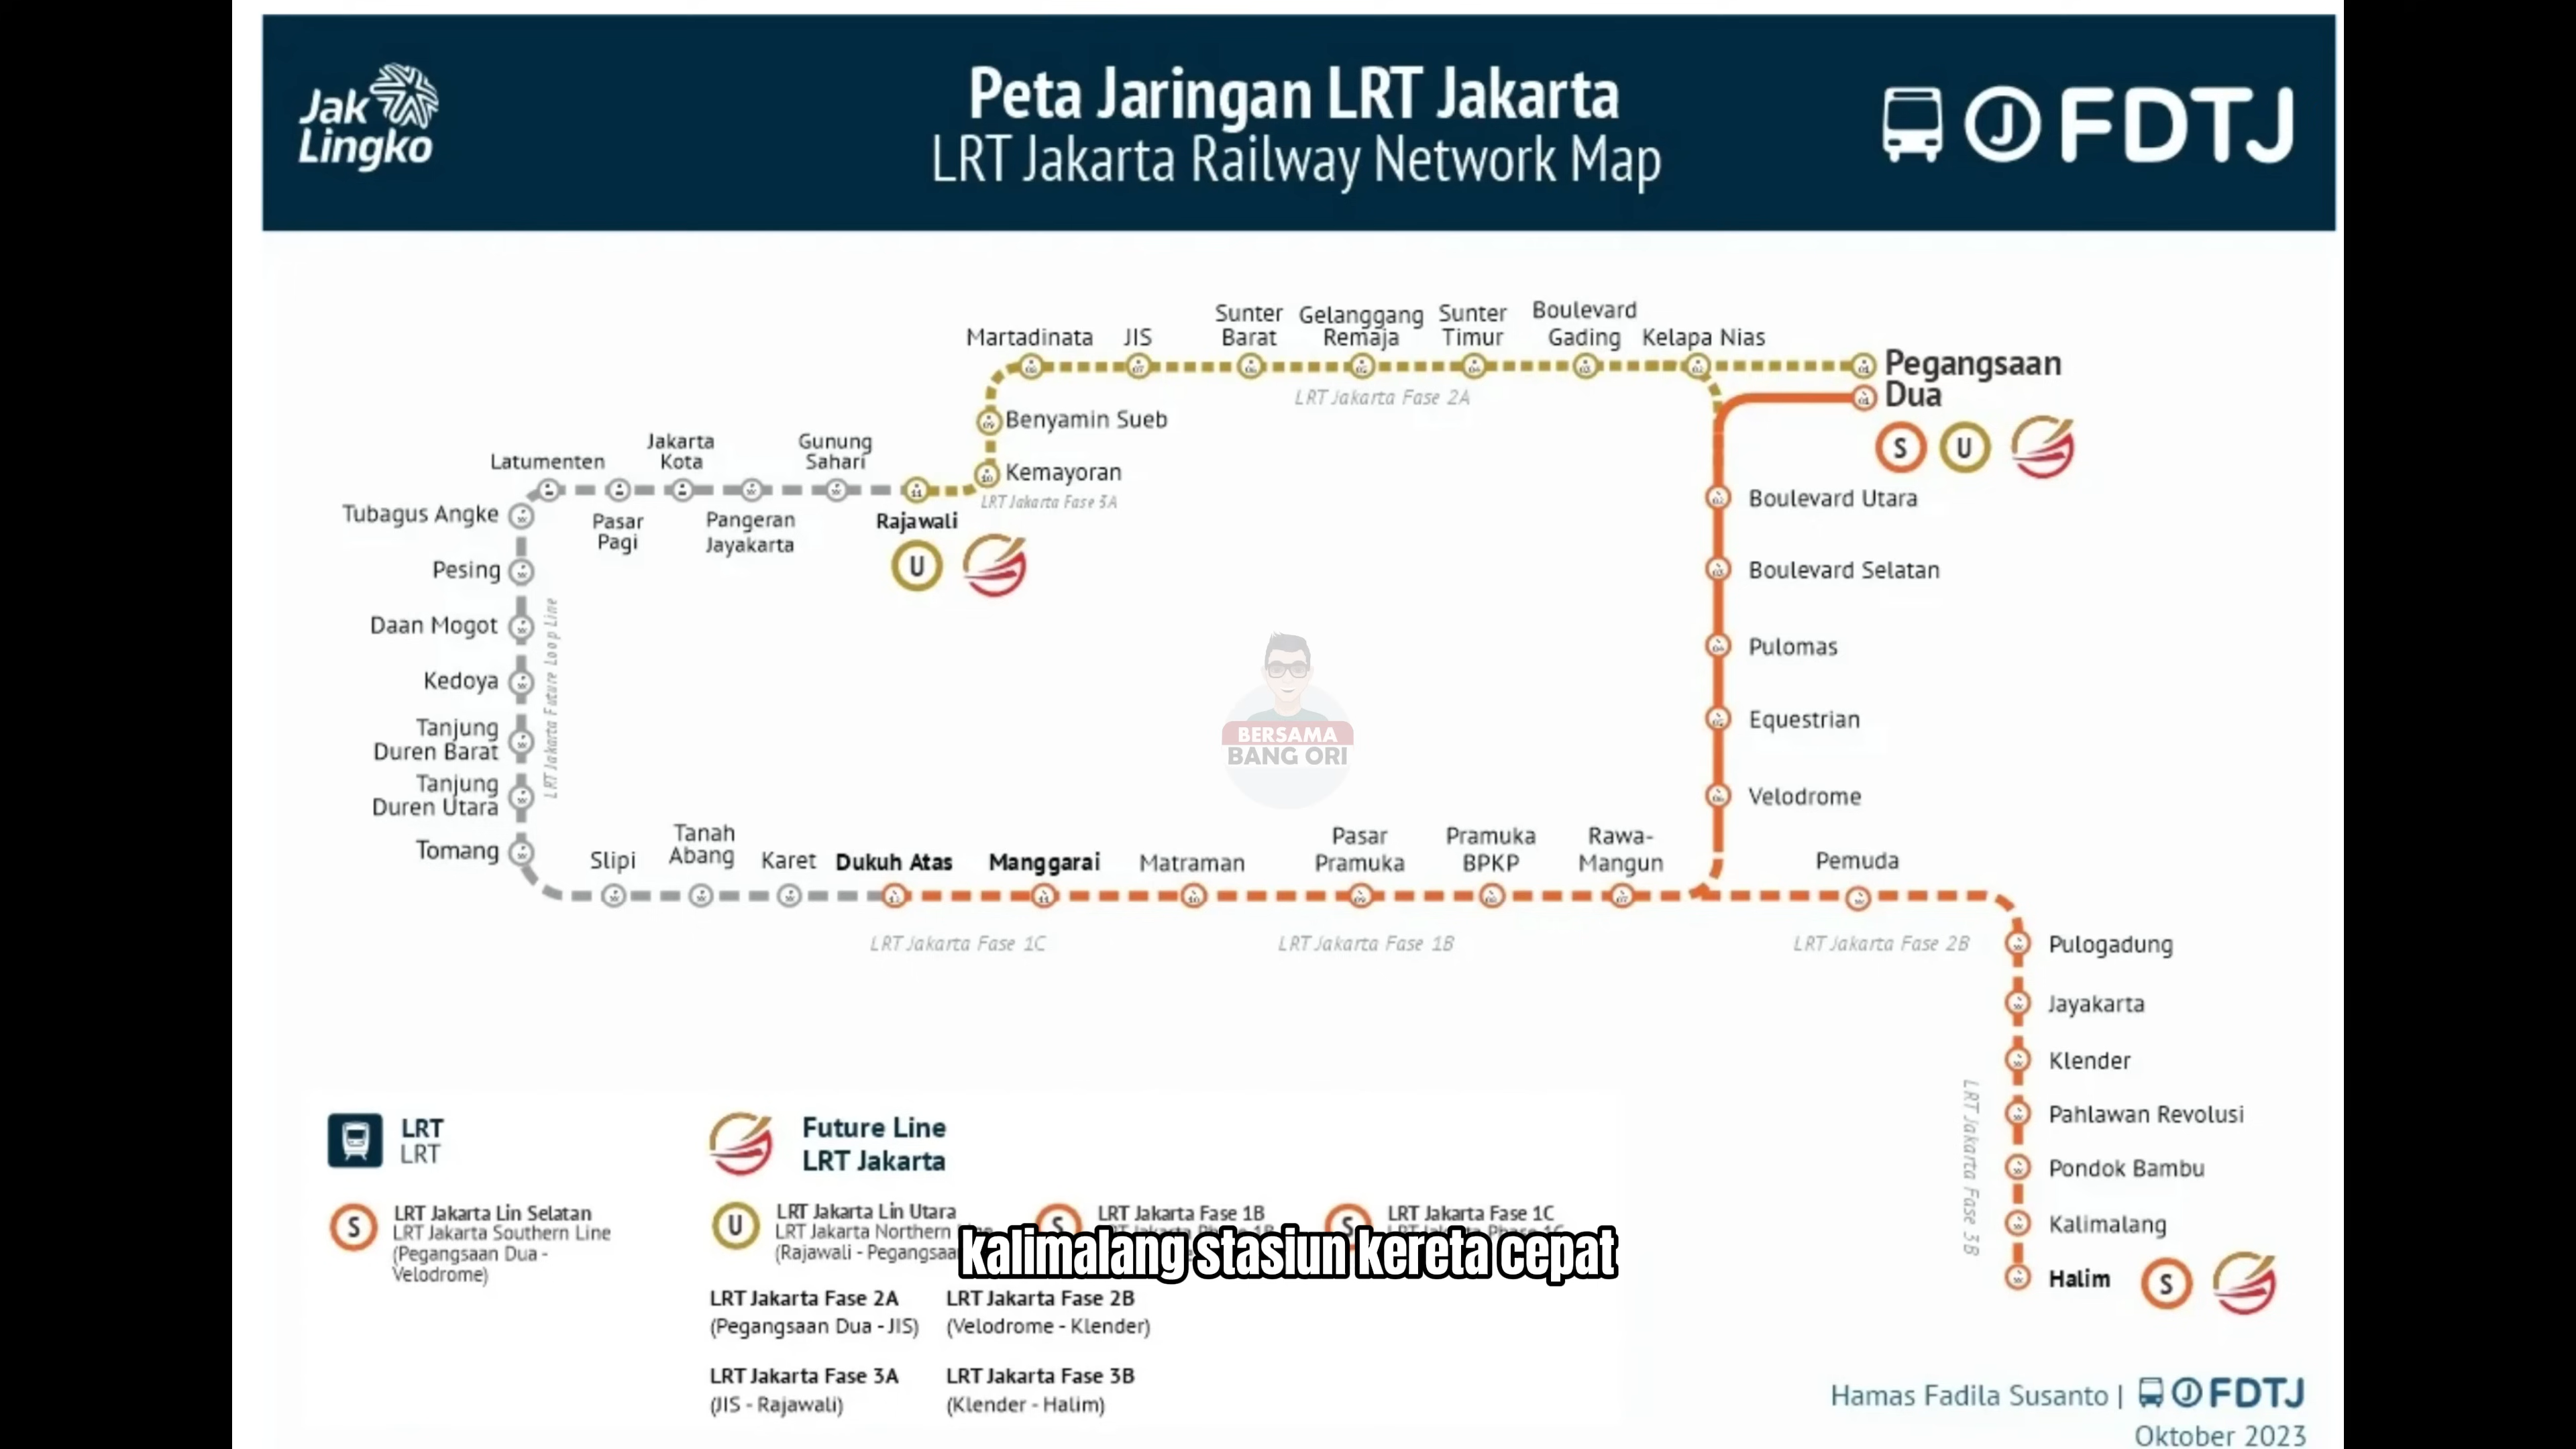 Jak
Lingko
Peta Jaringan LRT Jakarta
LRT Jakarta Railway Network Map
FDTJ
Martadinata
JIS
Sunter
Barat
Gelanggang
Remaja
Sunter
Timur
Boulevard
Gading
Kelapa Nias
Pegangsaan
Dua
S
U
LRT Jakarta Fase 2A
Benyamin Sueb
Kemayoran
LRT Jakarta Fase 3A
Latumenten
Jakarta
Kota
Gunung
Sahari
Pasar
Pagi
Pangeran
Jayakarta
Rajawali
U
Tubagus Angke
Pesing
Daan Mogot
Kedoya
Tanjung
Duren Barat
Tanjung
Duren Utara
Tomang
LRT Jakarta Future Loop Line
Boulevard Utara
Boulevard Selatan
Pulomas
Equestrian
Velodrome
BERSAMA
BANG ORI
Slipi
Tanah
Abang
Karet
Dukuh Atas
Manggarai
Matraman
Pasar
Pramuka
Pramuka
BPKP
Rawa-
Mangun
Pemuda
LRT Jakarta Fase 1C
LRT Jakarta Fase 1B
LRT Jakarta Fase 2B
Pulogadung
Jayakarta
Klender
Pahlawan Revolusi
Pondok Bambu
Kalimalang
Halim
S
LRT Jakarta Fase 3B
LRT
LRT
S
LRT Jakarta Lin Selatan
LRT Jakarta Southern Line
(Pegangsaan Dua -
Velodrome)
Future Line
LRT Jakarta
U
LRT Jakarta Lin Utara
LRT Jakarta Northern
(Rajawali -
S
LRT Jakarta Fase 1B
S
LRT Jakarta Fase 1C
kalimalang stasiun kereta cepat
LRT Jakarta Fase 2A
(Pegangsaan Dua - JIS)
LRT Jakarta Fase 2B
(Velodrome - Klender)
LRT Jakarta Fase 3A
(JIS - Rajawali)
LRT Jakarta Fase 3B
(Klender - Halim)
Hamas Fadila Susanto | FDTJ
Oktober 2023